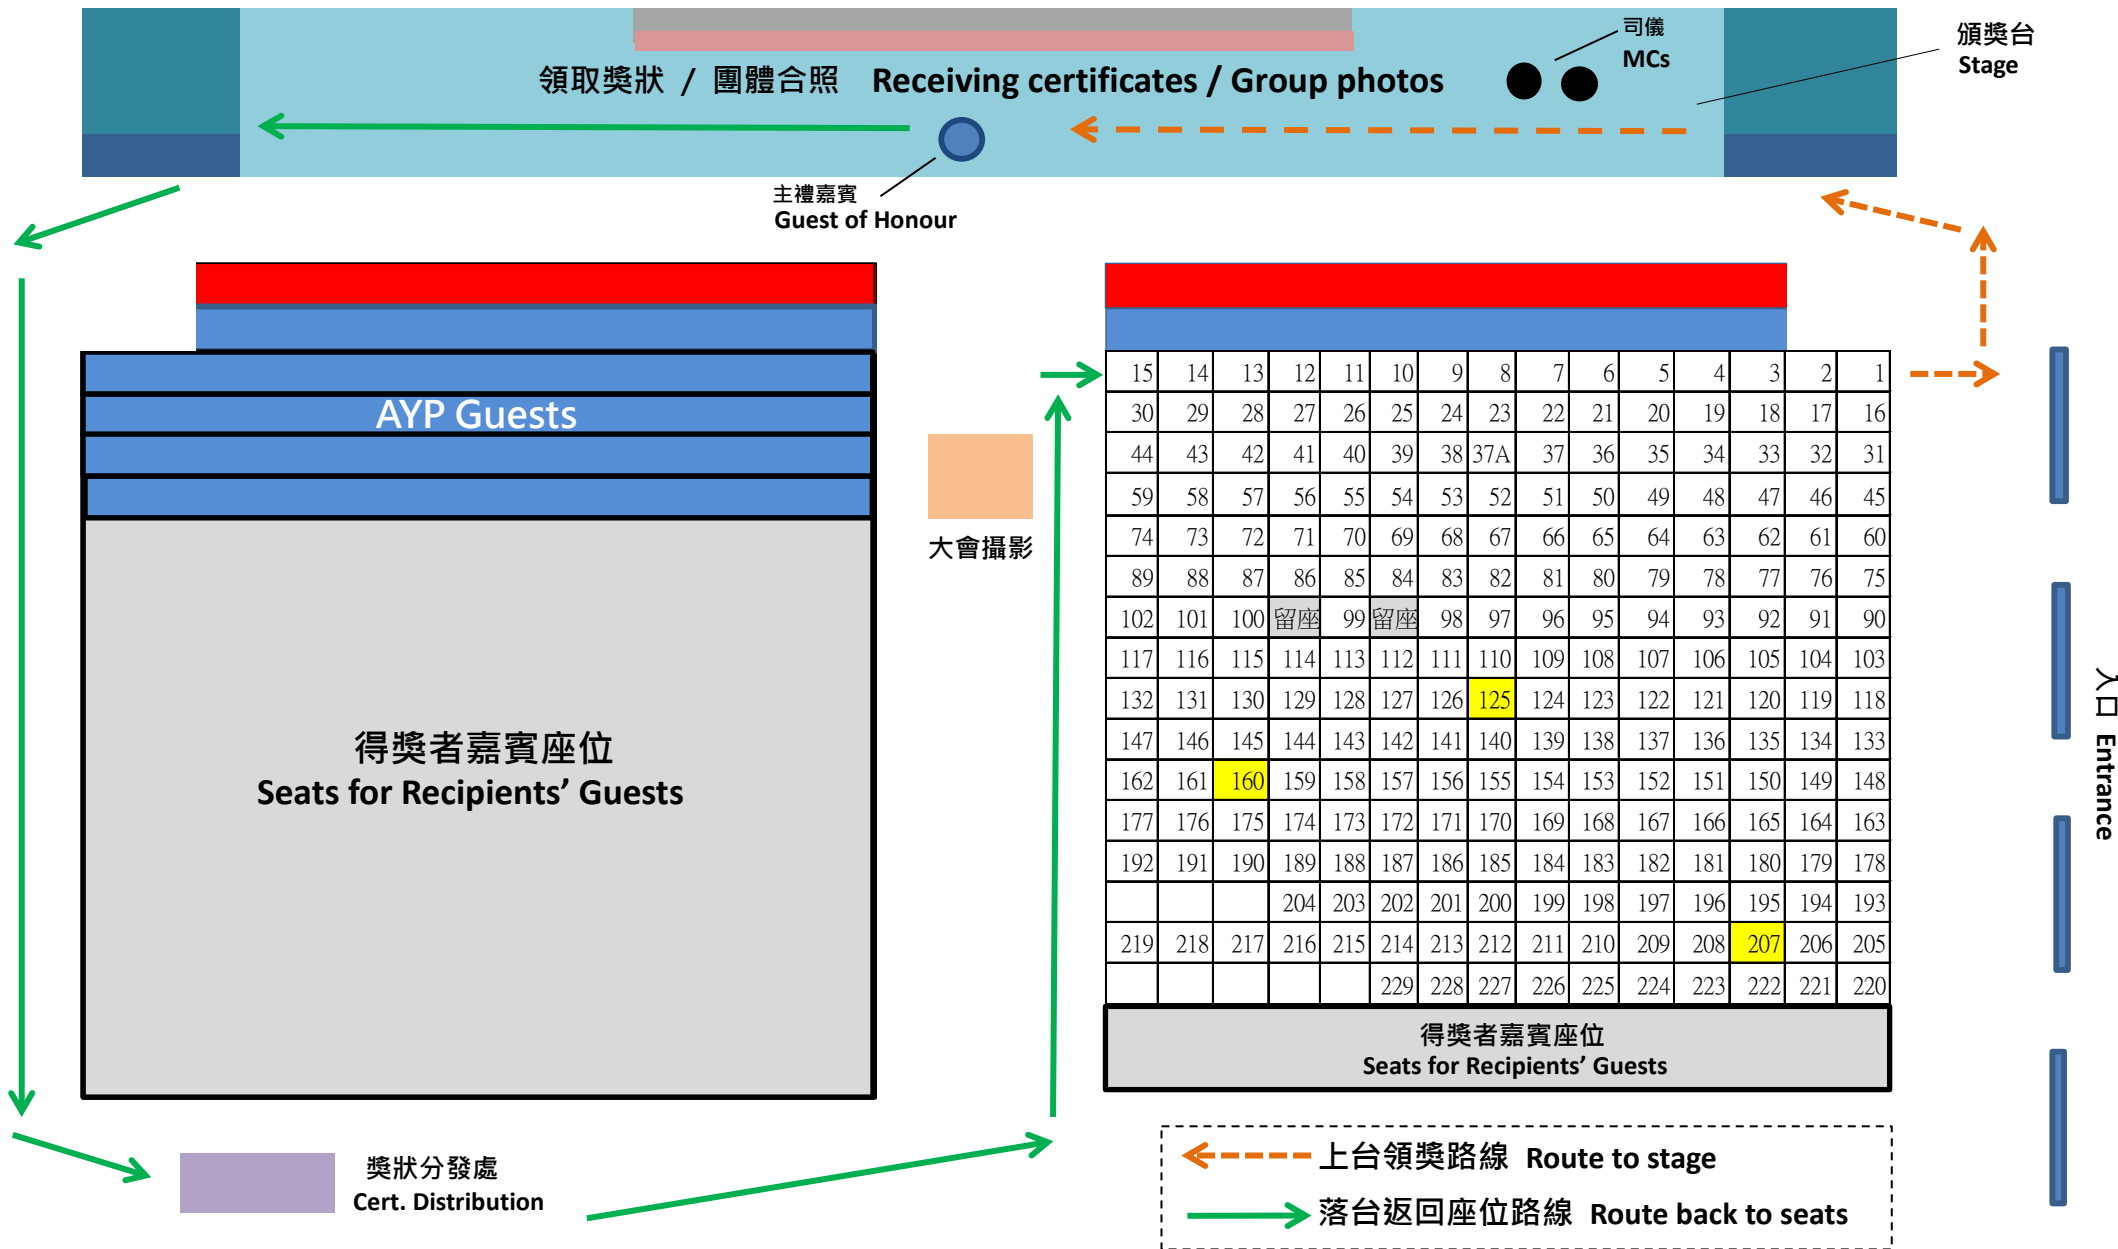 司儀
MCs
頒獎台
Stage
領取獎狀 / 團體合照 Receiving certificates / Group photos
主禮嘉賓
Guest of Honour
AYP Guests
大會攝影
得獎者嘉賓座位
Seats for Recipients’ Guests
15 14 13 12 11 10 9 8 7 6 5 4 3 2 1
30 29 28 27 26 25 24 23 22 21 20 19 18 17 16
44 43 42 41 40 39 38 37A 37 36 35 34 33 32 31
59 58 57 56 55 54 53 52 51 50 49 48 47 46 45
74 73 72 71 70 69 68 67 66 65 64 63 62 61 60
89 88 87 86 85 84 83 82 81 80 79 78 77 76 75
102 101 100 留座 99 留座 98 97 96 95 94 93 92 91 90
117 116 115 114 113 112 111 110 109 108 107 106 105 104 103
132 131 130 129 128 127 126 125 124 123 122 121 120 119 118
147 146 145 144 143 142 141 140 139 138 137 136 135 134 133
162 161 160 159 158 157 156 155 154 153 152 151 150 149 148
177 176 175 174 173 172 171 170 169 168 167 166 165 164 163
192 191 190 189 188 187 186 185 184 183 182 181 180 179 178
204 203 202 201 200 199 198 197 196 195 194 193
219 218 217 216 215 214 213 212 211 210 209 208 207 206 205
229 228 227 226 225 224 223 222 221 220
得獎者嘉賓座位
Seats for Recipients’ Guests
入口 Entrance
獎狀分發處
Cert. Distribution
上台領獎路線 Route to stage
落台返回座位路線 Route back to seats